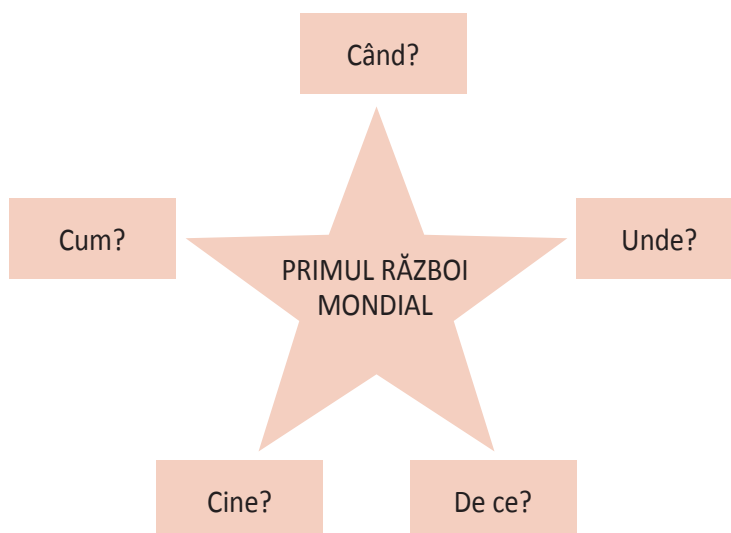 Când?
Cum?
Unde?
PRIMUL RĂZBOI
MONDIAL
Cine?
De ce?